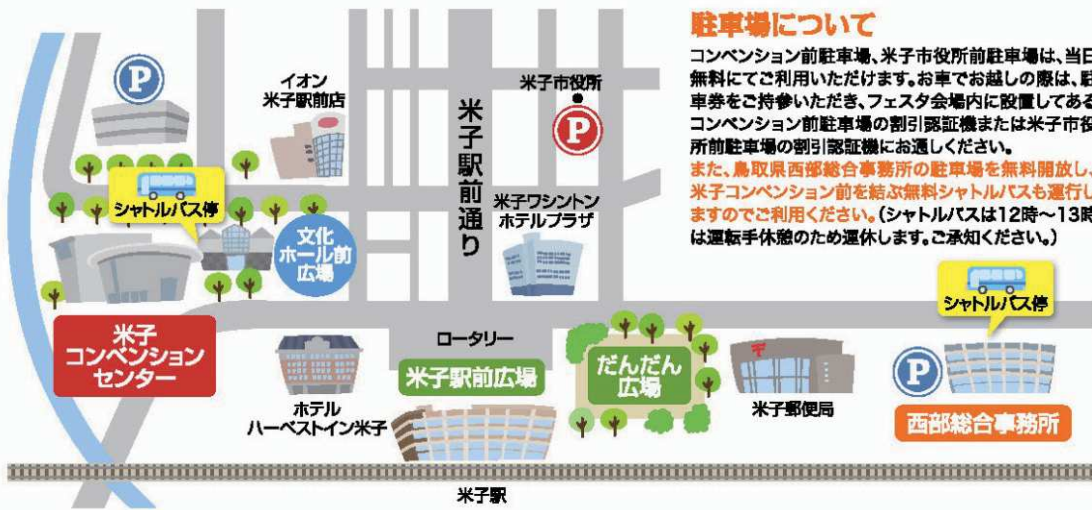 駐車場について
コンベンション前駐車場、米子市役所前駐車場は、当日
無料にてご利用いただけます。お車でお越しの際は、駐
車券をご持参いただき、フェスタ会場内に設置してある
コンベンション前駐車場の割引認証機または米子市役
所前駐車場の割引認証機にお通しください。
また、鳥取県西部総合事務所の駐車場を無料開放し、
米子コンベンション前を結ぶ無料シャトルバスも運行し
ますのでご利用ください。(シャトルバスは12時〜13時
は運転手休憩のため運休します。ご承知ください。)
P
イオン
米子駅前店
米子駅前通り
米子市役所
P
シャトルバス停
文化
ホール前
広場
米子ワシントン
ホテルプラザ
シャトルバス停
米子
コンベンション
センター
ロータリー
ホテル
ハーベストイン米子
米子駅前広場
だんだん
広場
〒
米子郵便局
P
西部総合事務所
米子駅